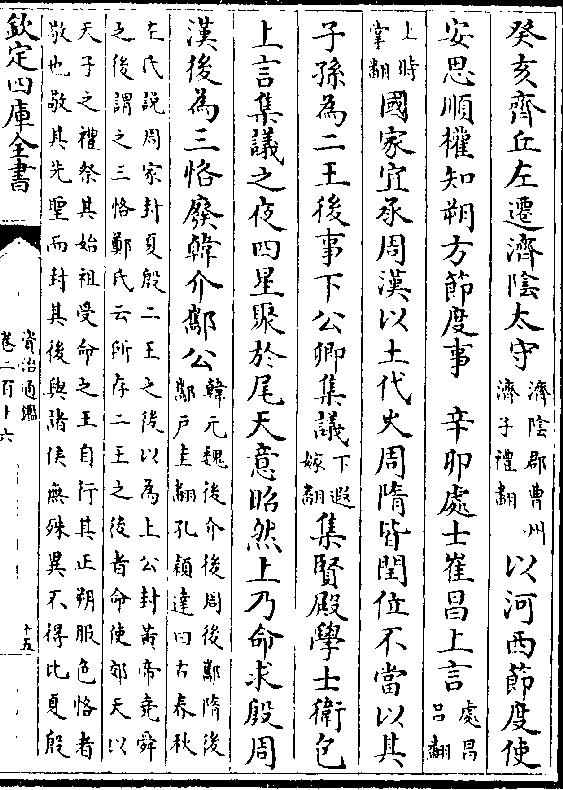 癸亥齊丘左遷濟陰太守濟陰郡曹州濟子禮翻以河西節度使
安思順權知朔方節度事　辛卯處士崔昌上言處昌呂翻
上時掌翻國家宜承周漢以土代火周隋皆閏位不當以其
子孫為二王後事下公卿集議下遐嫁翻集賢殿學士衛包
上言集議之夜四星聚於尾天意昭然上乃命求殷周
漢後為三恪廢韓介酅公韓元魏後介後周後酅隋後酅戶圭翻孔穎達曰古春秋
左氏說周家封夏殷二王之後以為上公封黄帝堯舜
之後謂之三恪鄭氏云所存二王之後者命使郊天以
天子之禮祭其始祖受命之王自行其正朔服色恪者
敬也敬其先聖而封其後與諸侯無殊異不得比夏殷
欽定四庫全書
資治通鑑
卷二百十六
十五